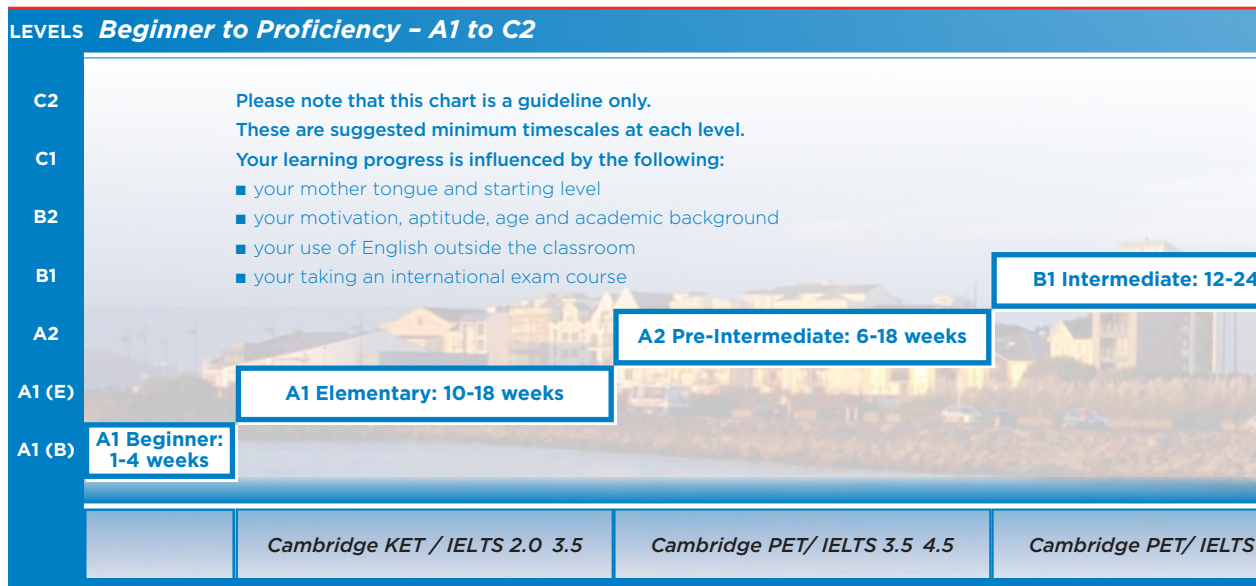 LEVELS Beginner to Proficiency – A1 to C2
C2
Please note that this chart is a guideline only.
These are suggested minimum timescales at each level.
C1
Your learning progress is influenced by the following:
■ your mother tongue and starting level
B2
■ your motivation, aptitude, age and academic background
■ your use of English outside the classroom
B1
■ your taking an international exam course
B1 Intermediate: 12-24
A2
A2 Pre-Intermediate: 6-18 weeks
A1 (E)
A1 Elementary: 10-18 weeks
A1 (B)
A1 Beginner:
1-4 weeks
Cambridge KET / IELTS 2.0 3.5
Cambridge PET/ IELTS 3.5 4.5
Cambridge PET/ IELTS